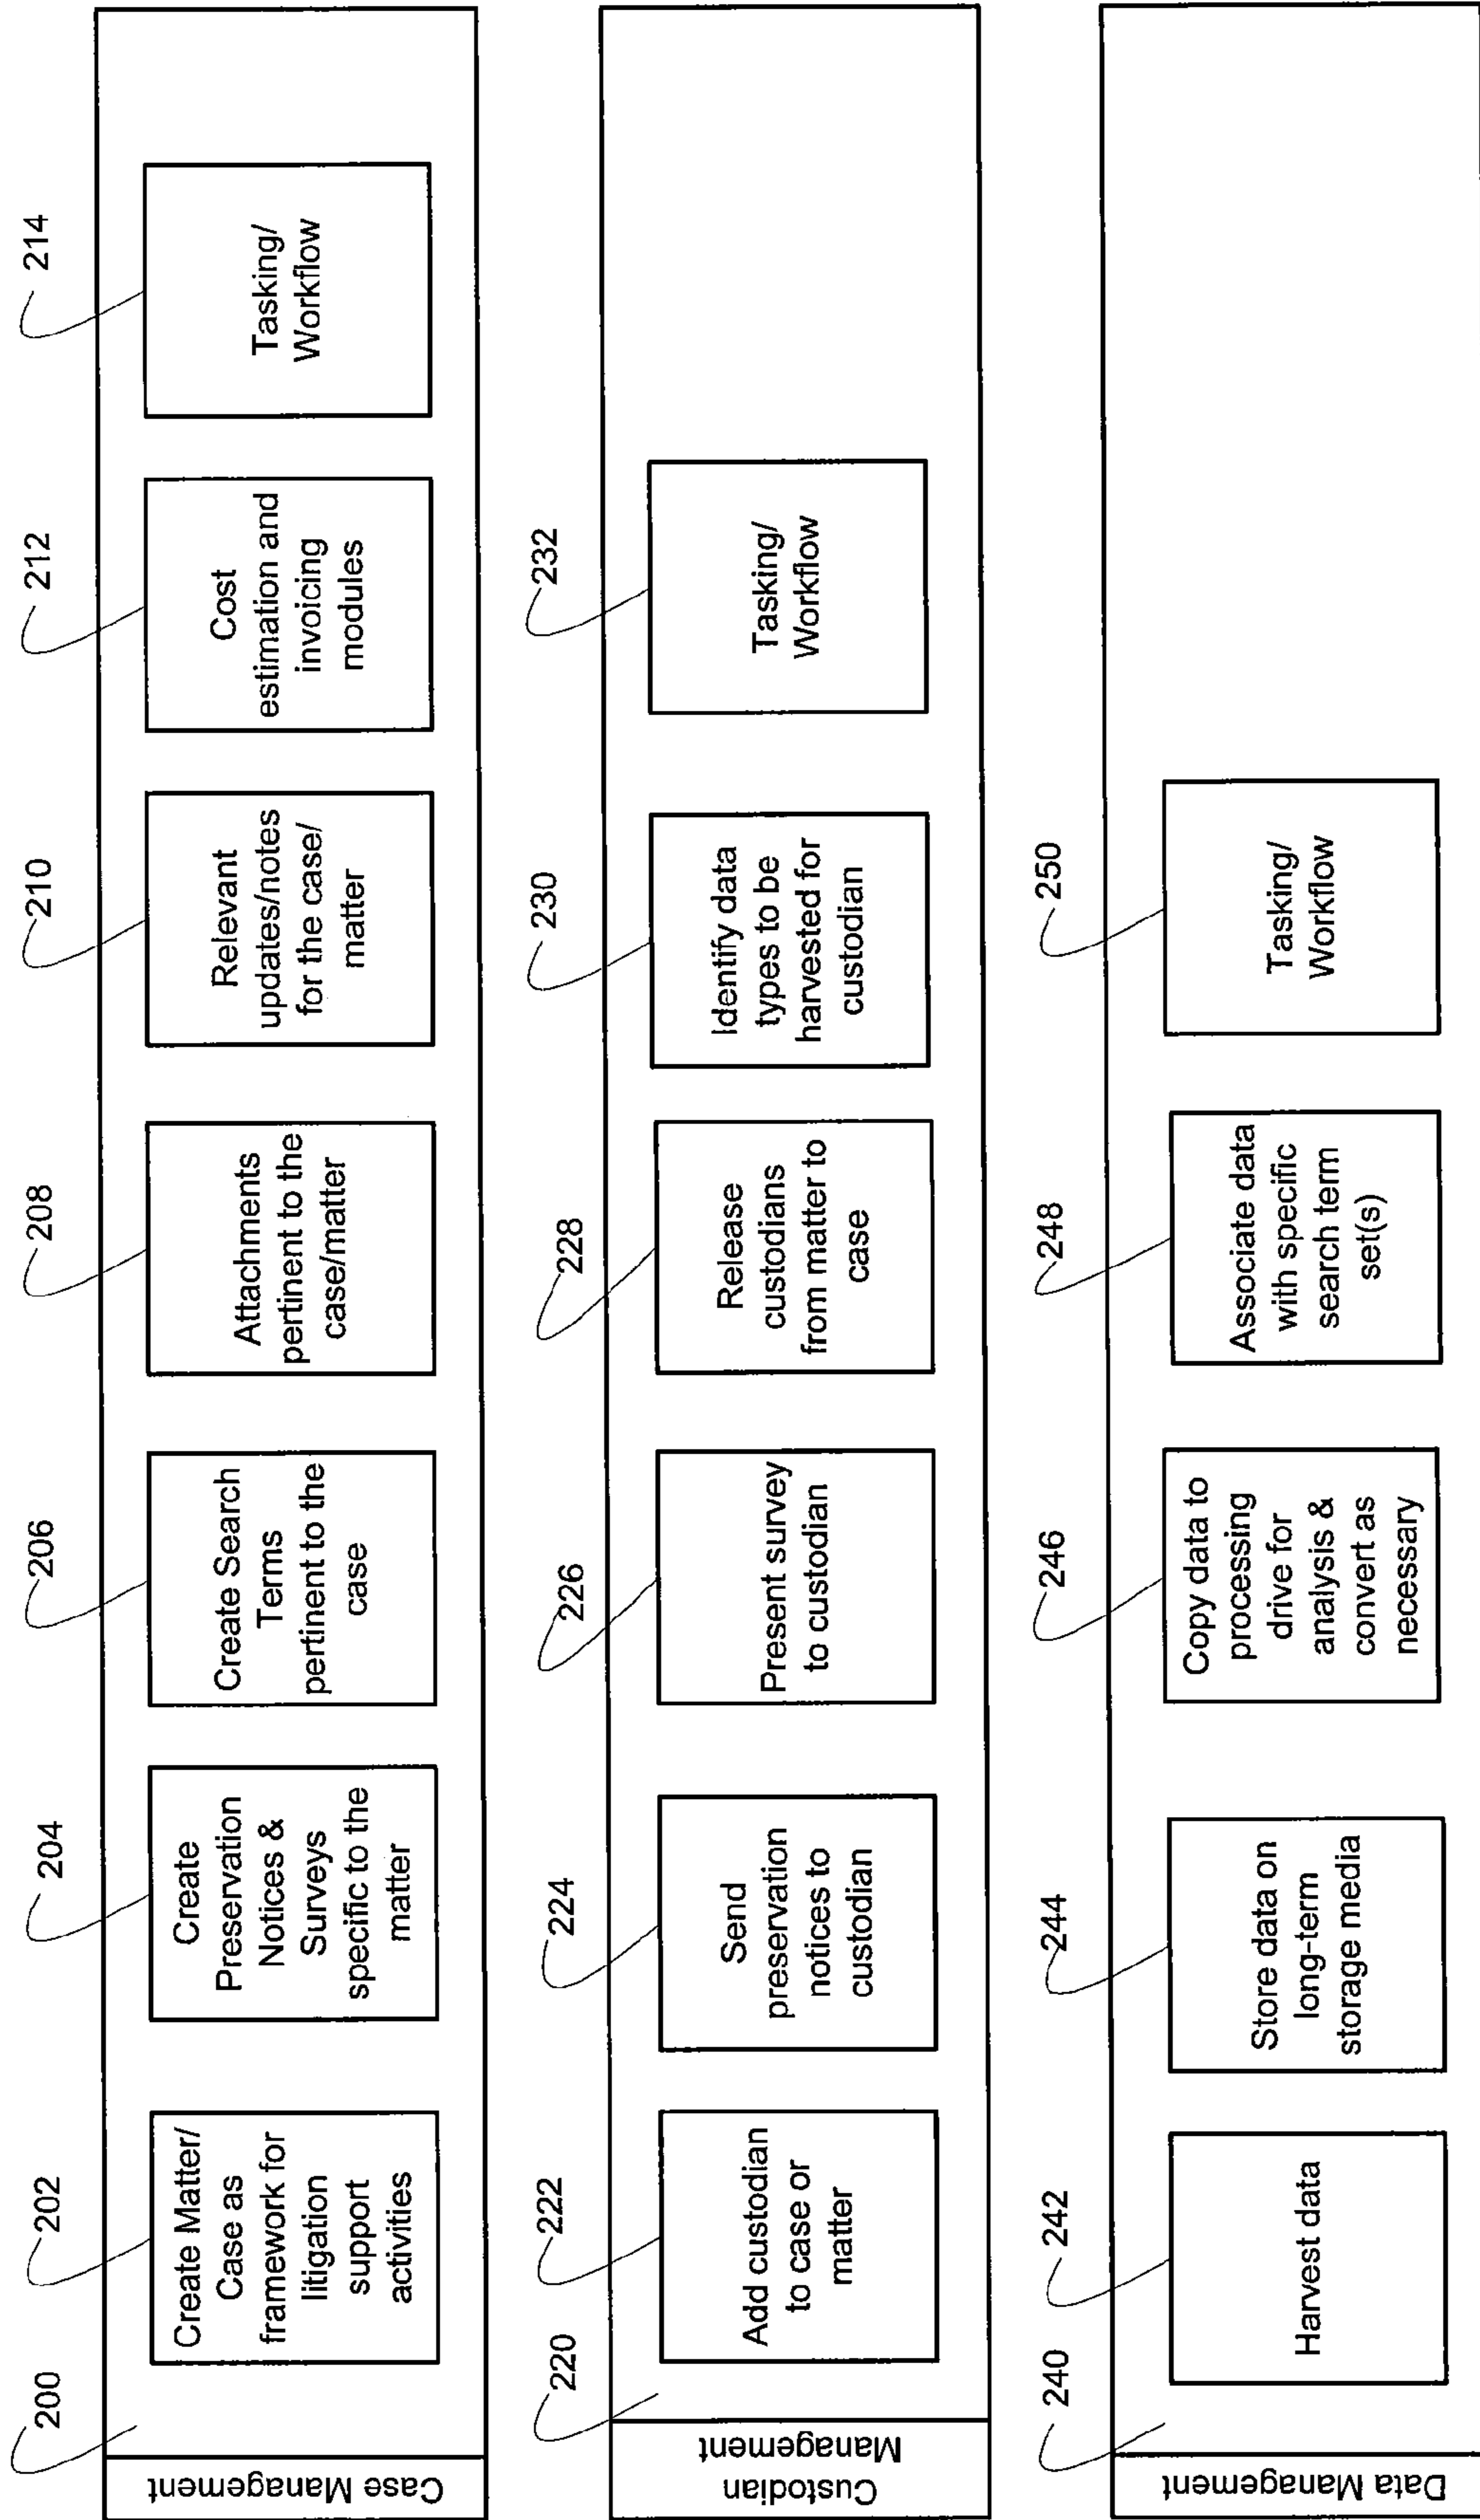 200
202
204
206
208
210
212
214
Case Management
Create Matter/
Case as
framework for
litigation
support
activities
Create
Preservation
Notices &
Surveys
specific to the
matter
Create Search
Terms
pertinent to the
case
Attachments
pertinent to the
case/matter
Relevant
updates/notes
for the case/
matter
Cost
estimation and
invoicing
modules
Tasking/
Workflow
220
222
224
226
228
230
232
Custodian
Management
Add custodian
to case or
matter
Send
preservation
notices to
custodian
Present survey
to custodian
Release
custodians
from matter to
case
Identify data
types to be
harvested for
custodian
Tasking/
Workflow
240
242
244
246
248
250
Data Management
Harvest data
Store data on
long-term
storage media
Copy data to
processing
drive for
analysis &
convert as
necessary
Associate data
with specific
search term
set(s)
Tasking/
Workflow